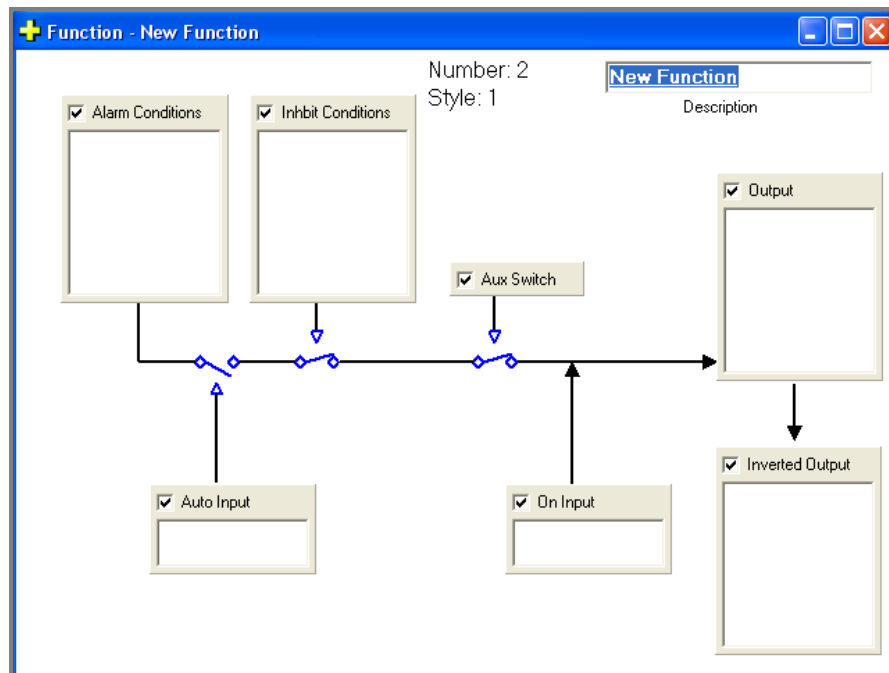 Function - New Function
Number: 2
Style: 1
New Function
Description
Alarm Conditions
Inhbit Conditions
Output
Aux Switch
Auto Input
On Input
Inverted Output